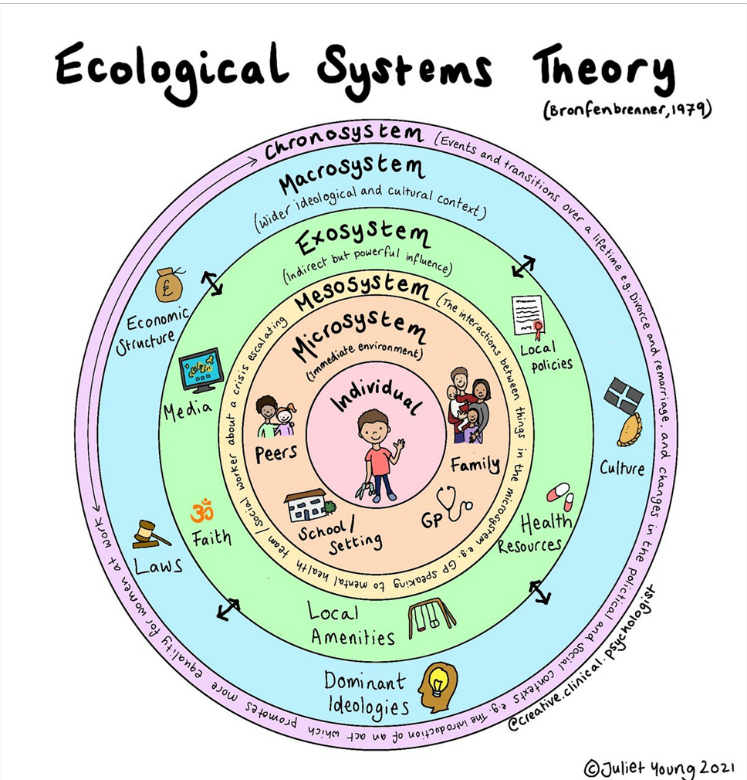 Ecological Systems Theory
(Bronfenbrenner, 1979)
Chronosystem (Events and transitions over a lifetime e.g. Divorce and remarriage, and changes in the political and social contexts e.g. The introduction of an act which promotes more equality for women at work
Macrosystem
(Wider ideological and cultural context)
Exosystem
(Indirect but powerful influence)
Mesosystem (The interactions between things in the microsystem e.g. GP speaking to mental health team / Social worker about a crisis escalating
Microsystem
(immediate environment)
Individual
Economic
Structure
£
Media
Local
policies
Peers
Family
Culture
School/
Setting
GP
ॐ
Faith
Health
Resources
Laws
Local
Amenities
Dominant
Ideologies
@creative.clinical.psychologist
©Juliet Young 2021